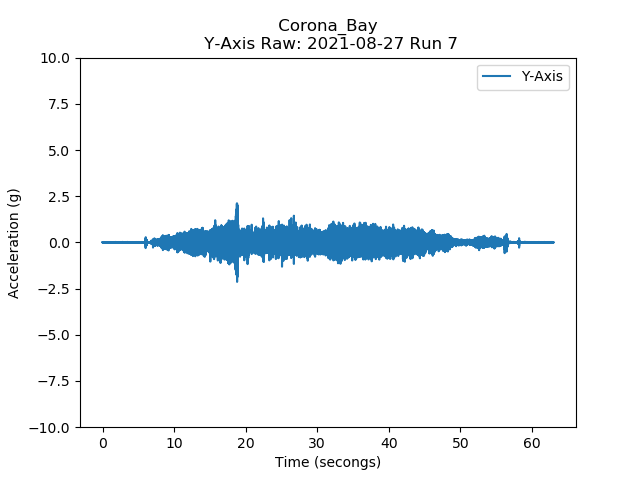 Corona_Bay
Y-Axis Raw: 2021-08-27 Run 7
Y-Axis
10.0
7.5
5.0
2.5
0.0
−2.5
−5.0
−7.5
−10.0
Acceleration (g)
0 10 20 30 40 50 60
Time (secongs)